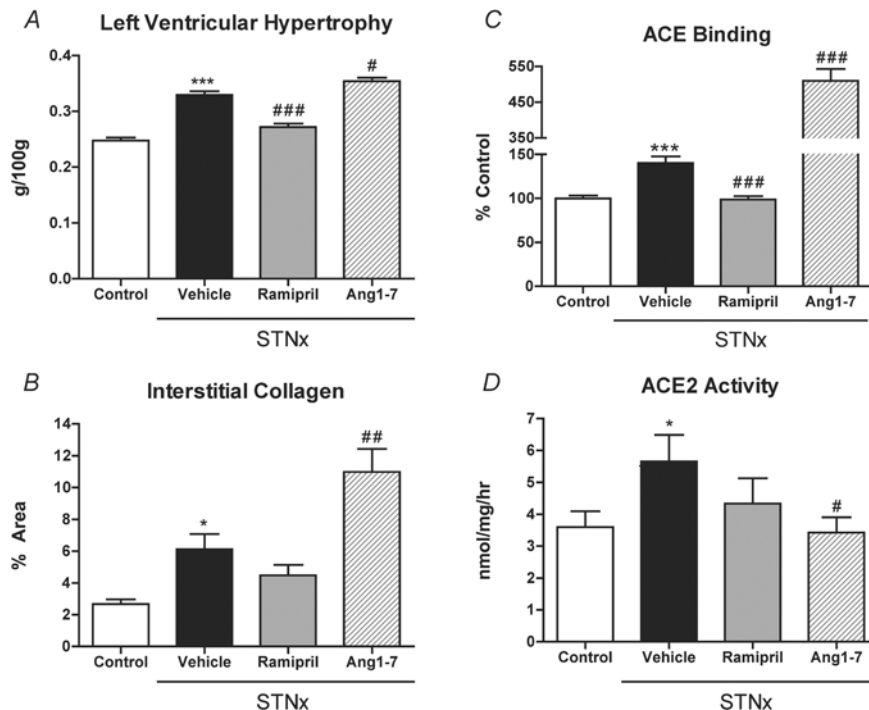 A Left Ventricular Hypertrophy
g/100g
0.4
0.3
0.2
0.1
0.0
***
###
#
Control Vehicle Ramipril Ang1-7
STNx
C ACE Binding
% Control
550
450
350
150
100
50
0
***
###
###
Control Vehicle Ramipril Ang1-7
STNx
B Interstitial Collagen
% Area
14
12
10
8
6
4
2
0
*
##
Control Vehicle Ramipril Ang1-7
STNx
D ACE2 Activity
nmol/mg/hr
7
6
5
4
3
2
1
0
*
#
Control Vehicle Ramipril Ang1-7
STNx